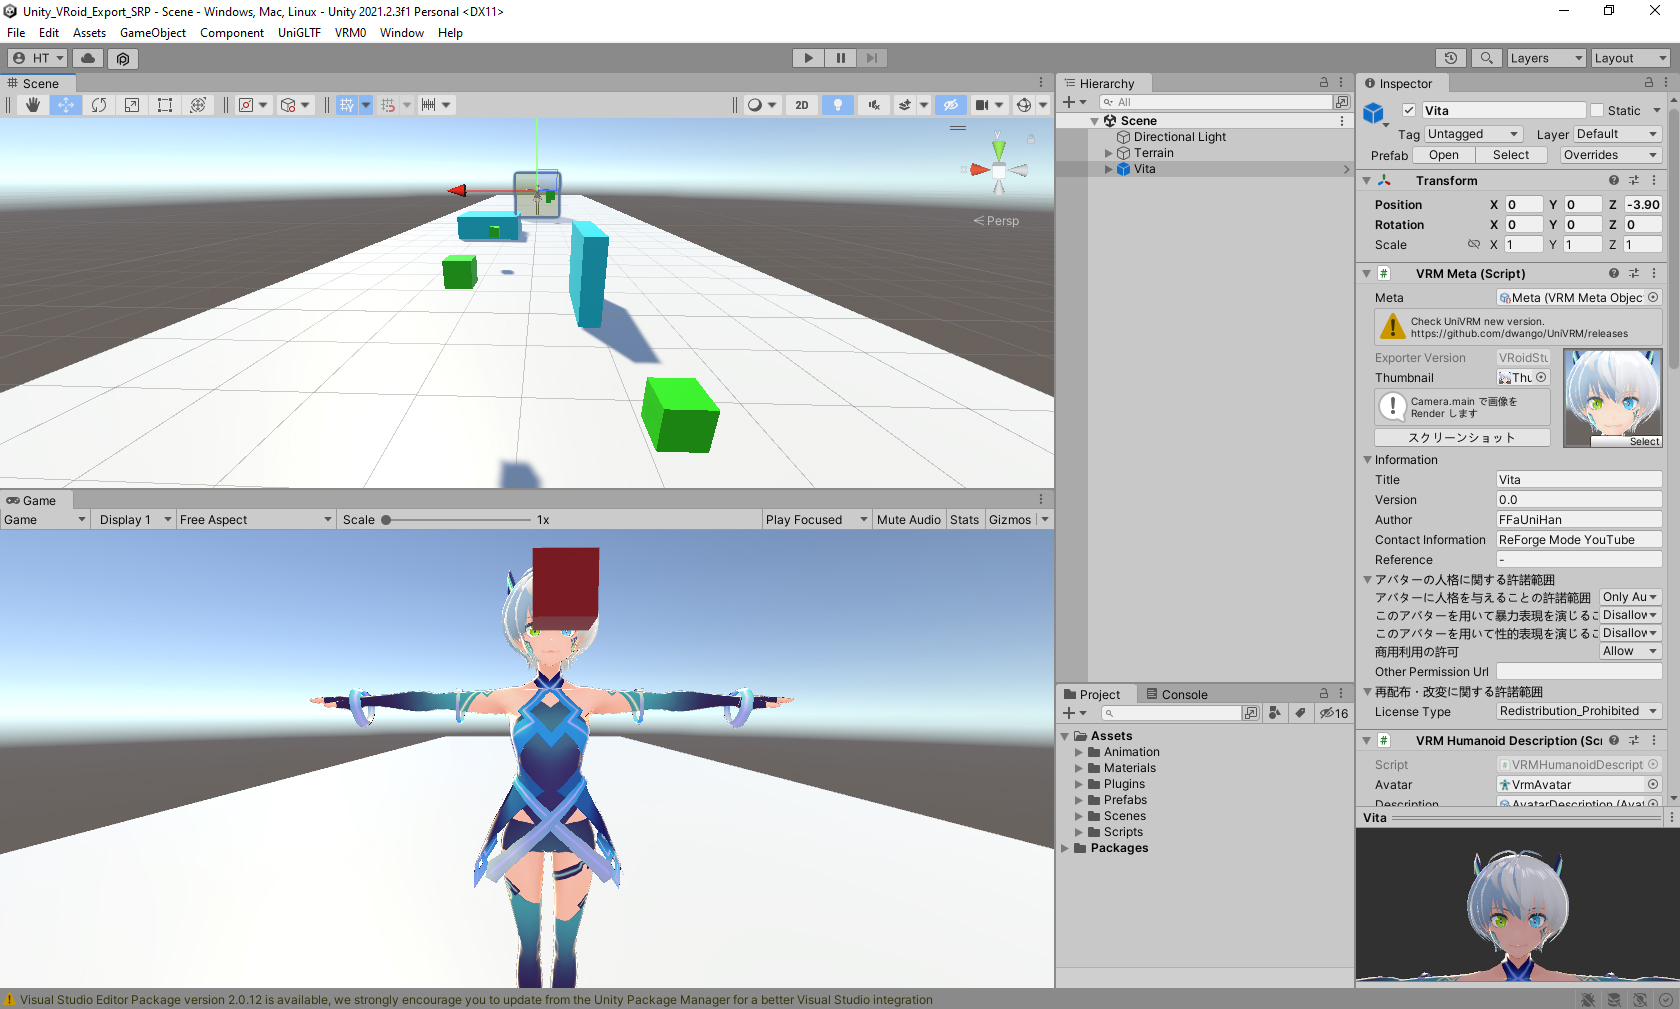 Unity_VRoid_Export_SRP - Scene - Windows, Mac, Linux - Unity 2021.2.3f1 Personal <DX11>
File Edit Assets GameObject Component UniGLTF VRM0 Window Help
HT
Layers Layout
Scene
2D
Persp
y
Game
Game Display 1 Free Aspect Scale 1x Play Focused Mute Audio Stats Gizmos
Hierarchy
All
Scene
Directional Light
Terrain
Vita
Project Console
16
Assets
Animation
Materials
Plugins
Prefabs
Scenes
Scripts
Packages
Inspector
Vita Static
Tag Untagged Layer Default
Prefab Open Select Overrides
Transform
Position X 0 Y 0 Z -3.90
Rotation X 0 Y 0 Z 0
Scale X 1 Y 1 Z 1
# VRM Meta (Script)
Meta Meta (VRM Meta Objec
Check UniVRM new version.
https://github.com/dwango/UniVRM/releases
Exporter Version VRoidStu
Thumbnail Thu
Camera.main で画像を
Render します
スクリーンショット
Select
Information
Title Vita
Version 0.0
Author FFaUniHan
Contact Information ReForge Mode YouTube
Reference -
アバターの人格に関する許諾範囲
アバターに人格を与えることの許諾範囲 Only Au
このアバターを用いて暴力表現を演じるこ Disallow
このアバターを用いて性的表現を演じるこ Disallow
商用利用の許可 Allow
Other Permission Url
再配布・改変に関する許諾範囲
License Type Redistribution_Prohibited
# VRM Humanoid Description (Scr
Script VRMHumanoidDescript
Avatar VrmAvatar
Description AvatarDescription (Avat
Vita
Visual Studio Editor Package version 2.0.12 is available, we strongly encourage you to update from the Unity Package Manager for a better Visual Studio integration